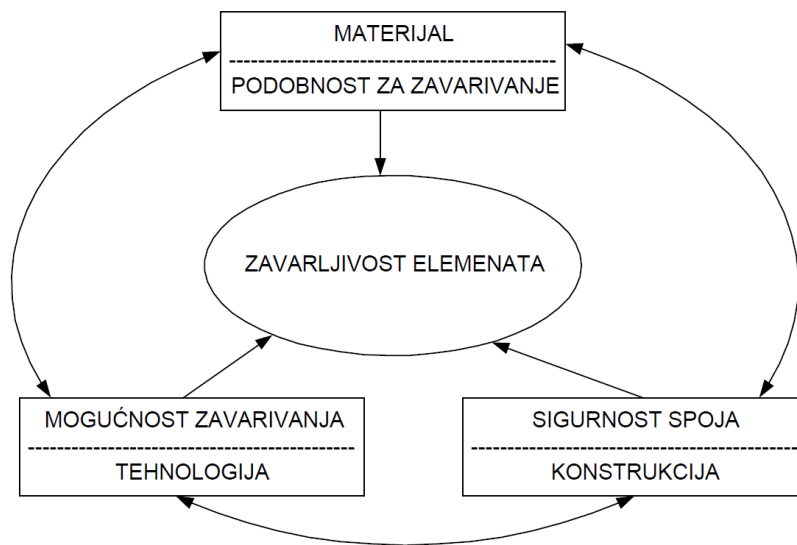 MATERIJAL
PODOBNOST ZA ZAVARIVANJE
ZAVARLJIVOST ELEMENATA
MOGUĆNOST ZAVARIVANJA
TEHNOLOGIJA
SIGURNOST SPOJA
KONSTRUKCIJA